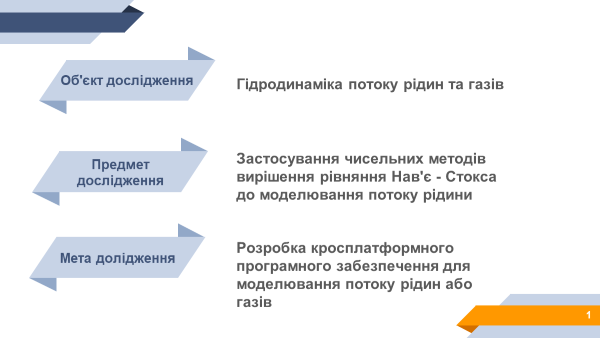 Об'єкт дослідження
Гідродинаміка потоку рідин та газів
Предмет
дослідження
Застосування чисельних методів
вирішення рівняння Нав'є - Стокса
до моделювання потоку рідини
Мета долідження
Розробка кросплатформного
програмного забезпечення для
моделювання потоку рідин або
газів
1